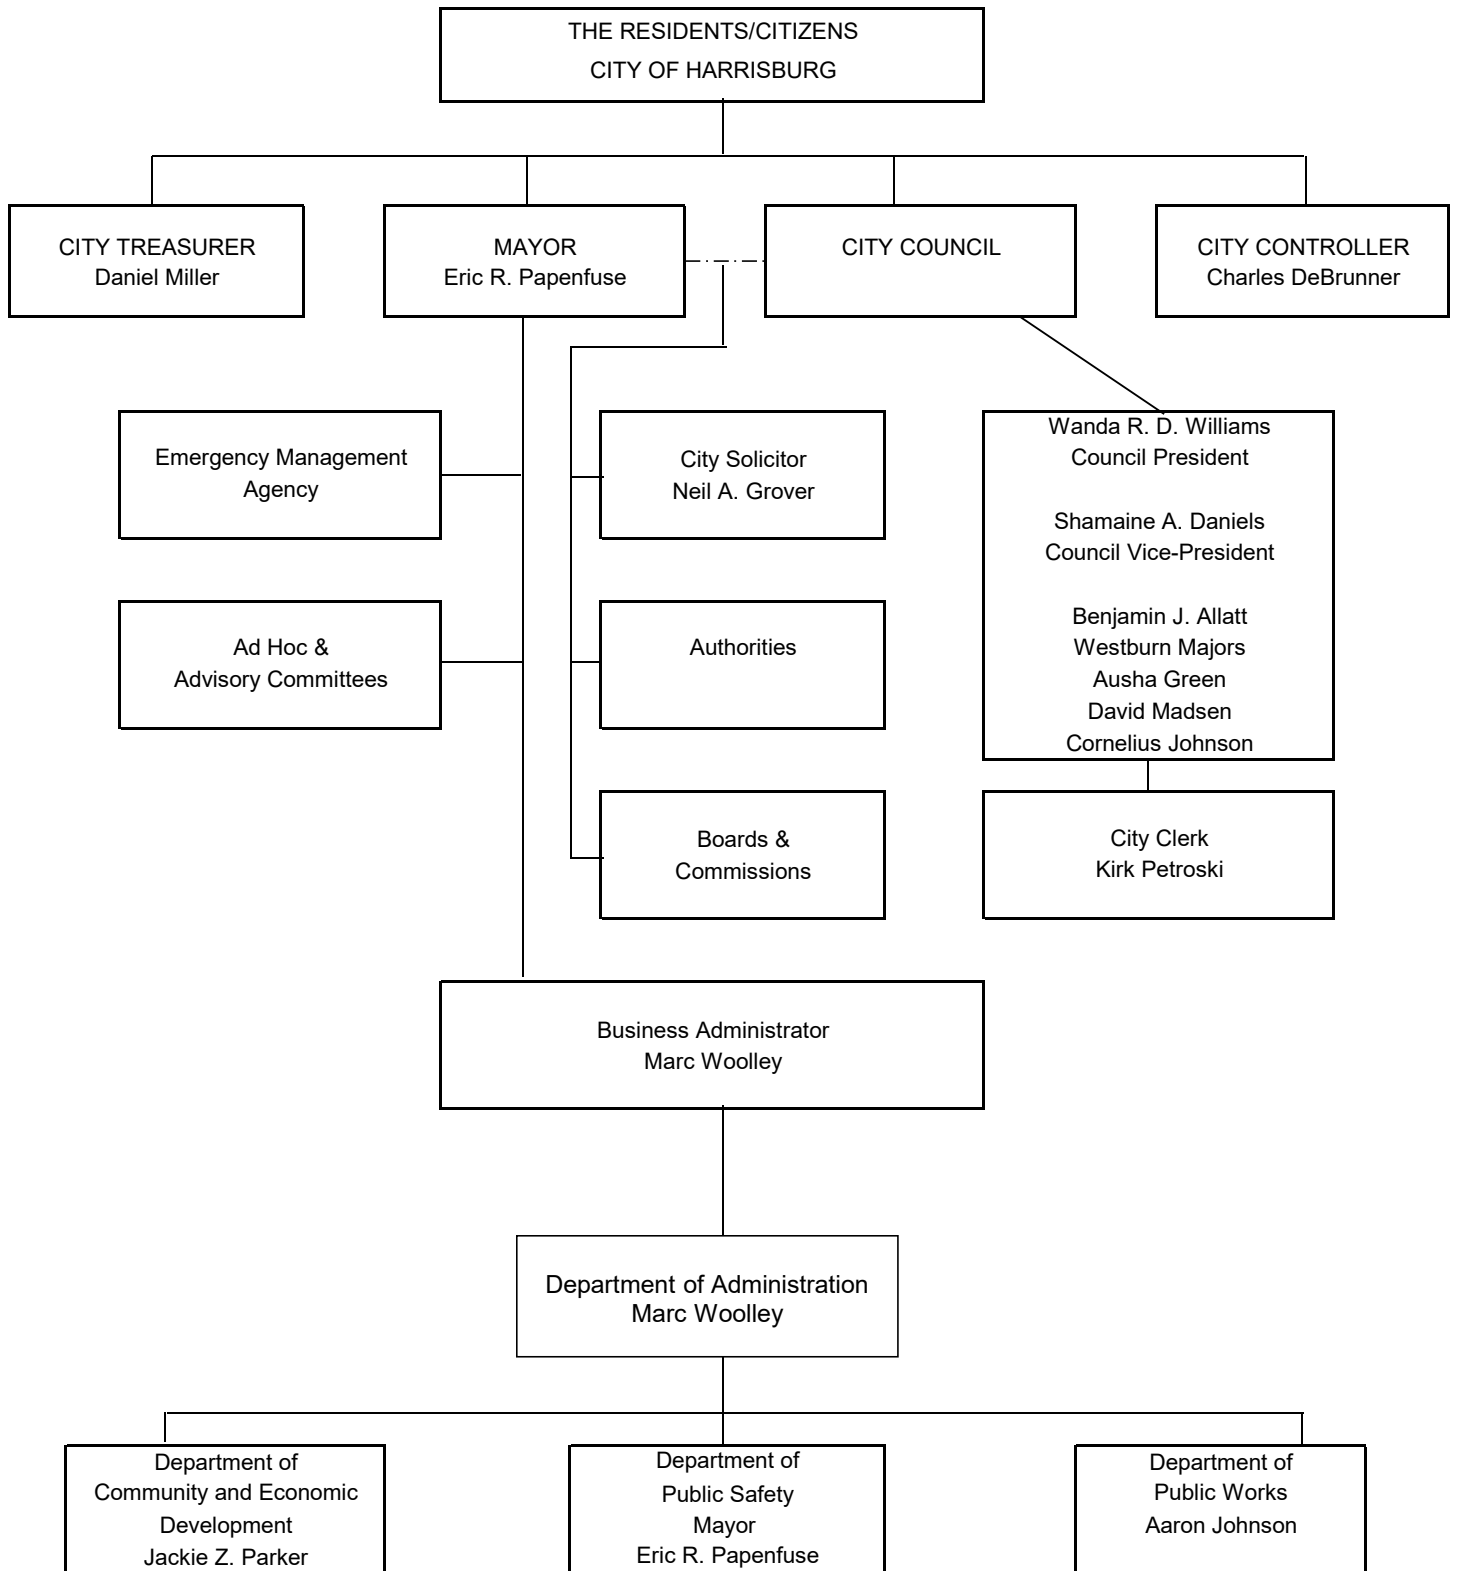 THE RESIDENTS/CITIZENS
CITY OF HARRISBURG
CITY TREASURER
Daniel Miller
MAYOR
Eric R. Papenfuse
CITY COUNCIL
CITY CONTROLLER
Charles DeBrunner
Emergency Management
Agency
City Solicitor
Neil A. Grover
Wanda R. D. Williams
Council President
Shamaine A. Daniels
Council Vice-President
Benjamin J. Allatt
Westburn Majors
Ausha Green
David Madsen
Cornelius Johnson
Ad Hoc &
Advisory Committees
Authorities
Boards &
Commissions
City Clerk
Kirk Petroski
Business Administrator
Marc Woolley
Department of Administration
Marc Woolley
Department of
Community and Economic
Development
Jackie Z. Parker
Department of
Public Safety
Mayor
Eric R. Papenfuse
Department of
Public Works
Aaron Johnson